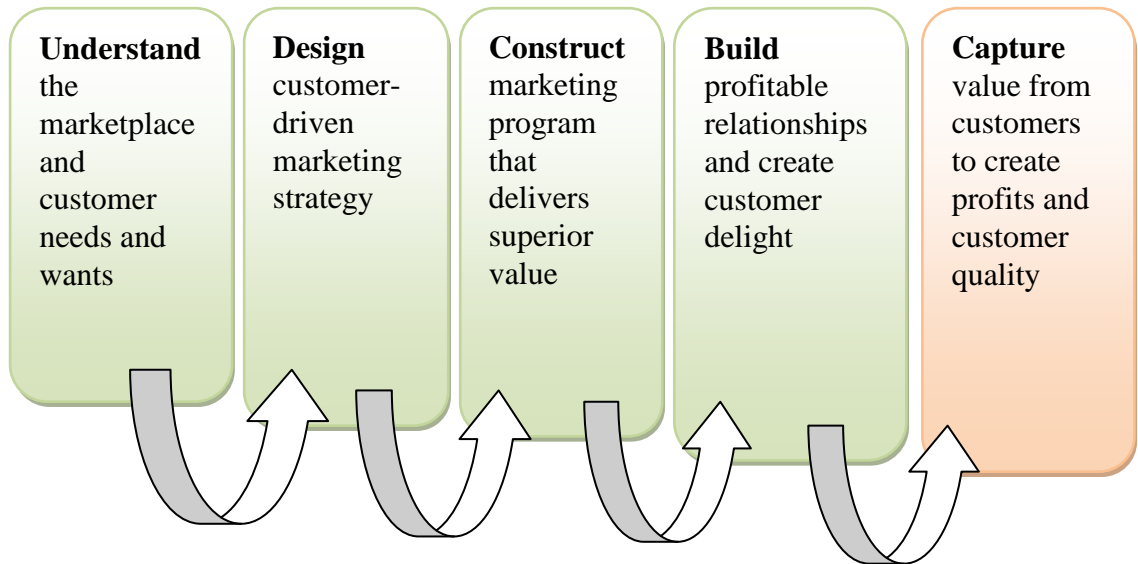 Understand
the
marketplace
and
customer
needs and
wants
Design
customer-
driven
marketing
strategy
Construct
marketing
program
that
delivers
superior
value
Build
profitable
relationships
and create
customer
delight
Capture
value from
customers
to create
profits and
customer
quality